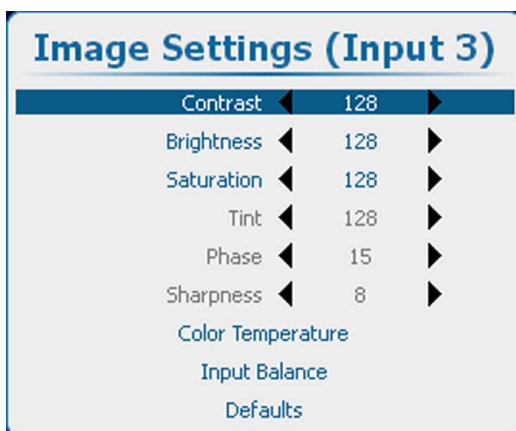 Image Settings (Input 3)
Contrast 128
Brightness 128
Saturation 128
Tint 128
Phase 15
Sharpness 8
Color Temperature
Input Balance
Defaults